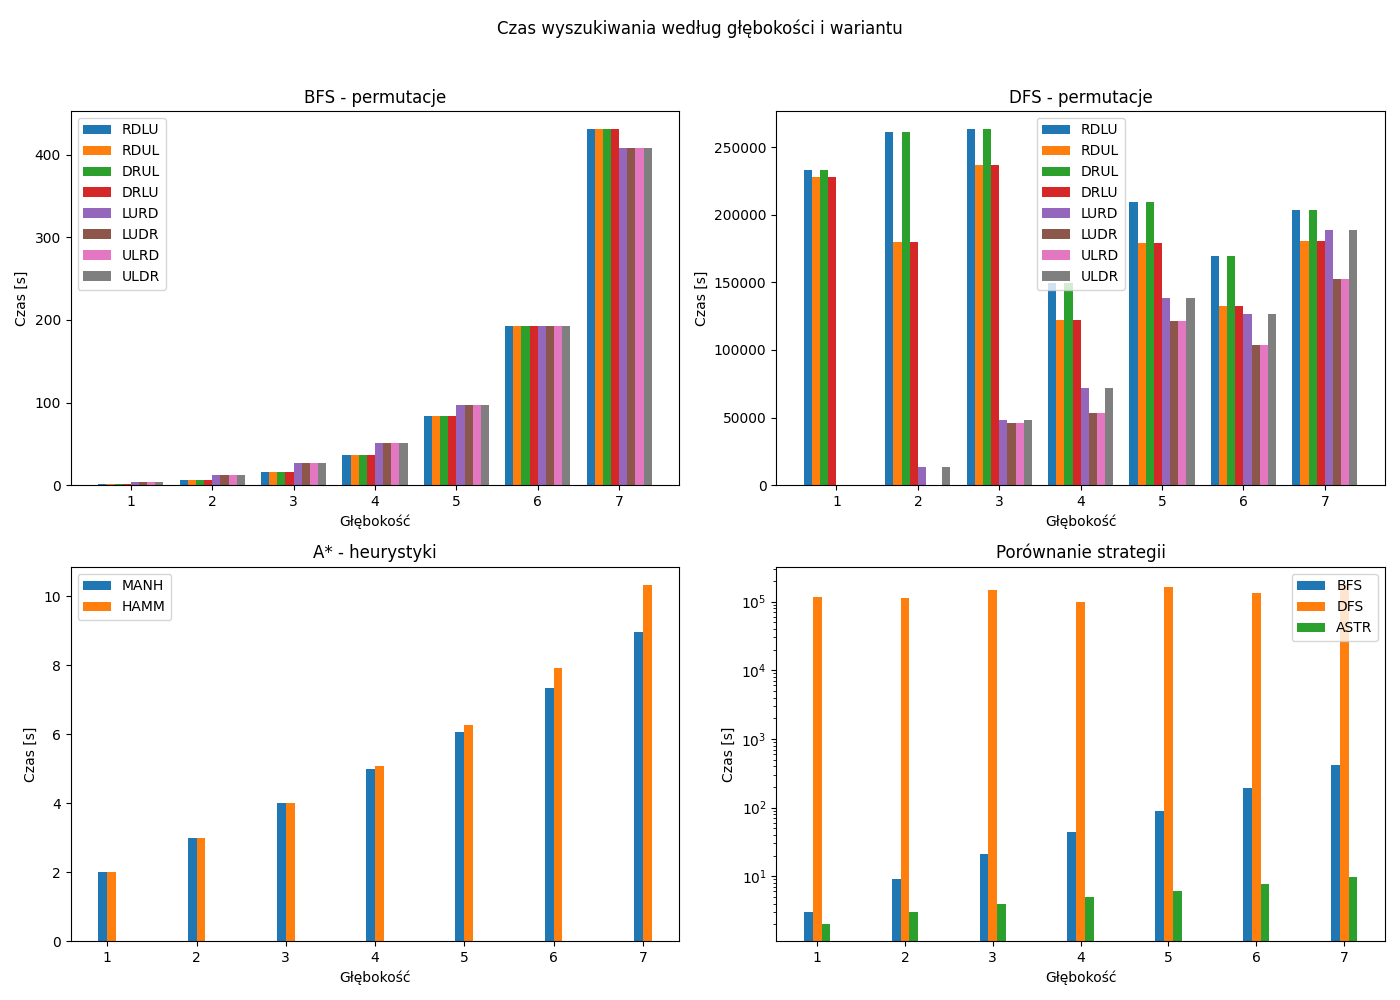 Czas wyszukiwania według głębokości i wariantu
BFS - permutacje
RDLU
RDUL
DRUL
DRLU
LURD
LUDR
ULRD
ULDR
Czas [s]
400
300
200
100
0
1 2 3 4 5 6 7
Głębokość
DFS - permutacje
RDLU
RDUL
DRUL
DRLU
LURD
LUDR
ULRD
ULDR
Czas [s]
250000
200000
150000
100000
50000
0
1 2 3 4 5 6 7
Głębokość
A* - heurystyki
MANH
HAMM
Czas [s]
10
8
6
4
2
0
1 2 3 4 5 6 7
Głębokość
Porównanie strategii
BFS
DFS
ASTR
Czas [s]
10⁵
10⁴
10³
10²
10¹
1 2 3 4 5 6 7
Głębokość